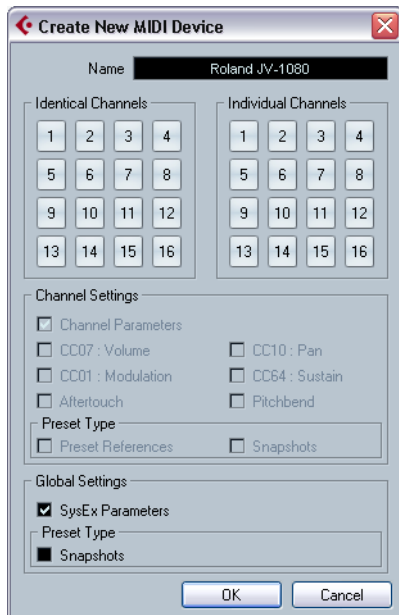 Create New MIDI Device
Name Roland JV-1080
Identical Channels
1 2 3 4
5 6 7 8
9 10 11 12
13 14 15 16
Individual Channels
1 2 3 4
5 6 7 8
9 10 11 12
13 14 15 16
Channel Settings
Channel Parameters
CC07 : Volume CC10 : Pan
CC01 : Modulation CC64 : Sustain
Aftertouch Pitchbend
Preset Type
Preset References Snapshots
Global Settings
SysEx Parameters
Preset Type
Snapshots
OK Cancel